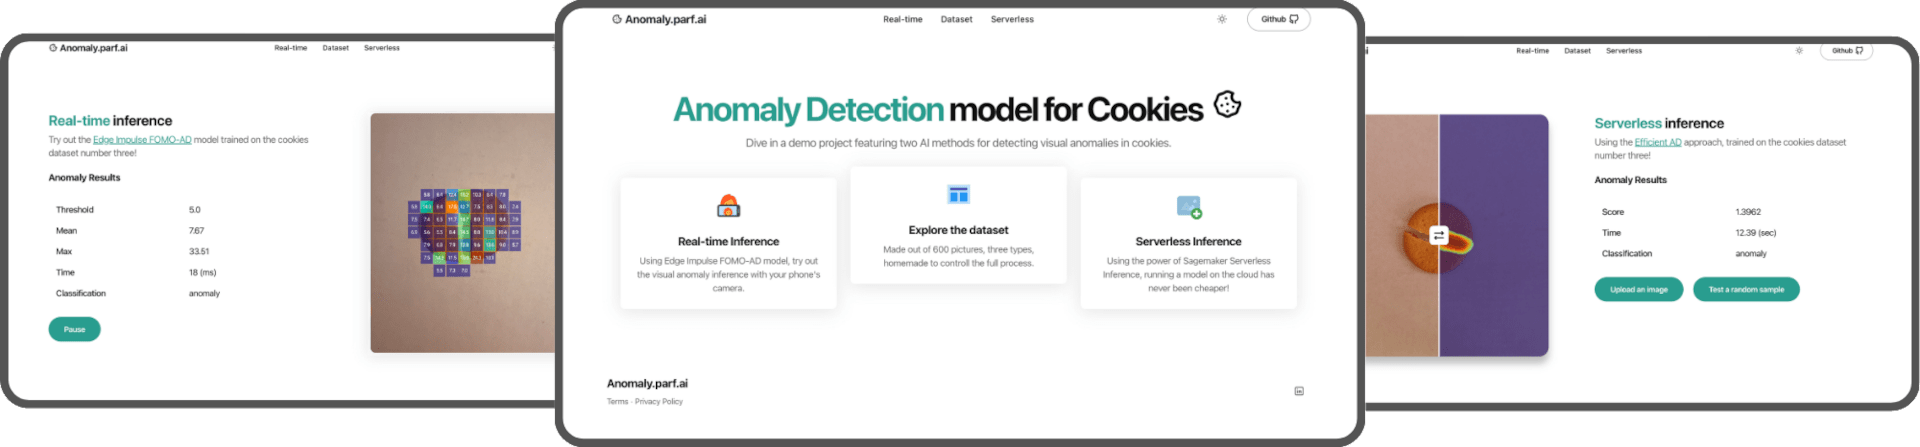 Anomaly.parf.ai
Real-time Dataset Serverless
Real-time inference
Try out the Edge Impulse FOMO-AD model trained on the cookies
dataset number three!
Anomaly Results
Threshold 5.0
Mean 7.67
Max 33.51
Time 18 (ms)
Classification anomaly
Pause
Anomaly.parf.ai
Real-time Dataset Serverless
Github
Anomaly Detection model for Cookies
Dive in a demo project featuring two AI methods for detecting visual anomalies in cookies.
Real-time Inference
Using Edge Impulse FOMO-AD model, try out
the visual anomaly inference with your phone's
camera.
Explore the dataset
Made out of 600 pictures, three types,
homemade to control the full process.
Serverless Inference
Using the power of Sagemaker Serverless
Inference, running a model on the cloud has
never been cheaper!
Anomaly.parf.ai
Terms · Privacy Policy
Real-time Dataset Serverless
Github
Serverless inference
Using the Efficient AD approach, trained on the cookies dataset
number three!
Anomaly Results
Score 1.3962
Time 12.39 (sec)
Classification anomaly
Upload an image Test a random sample